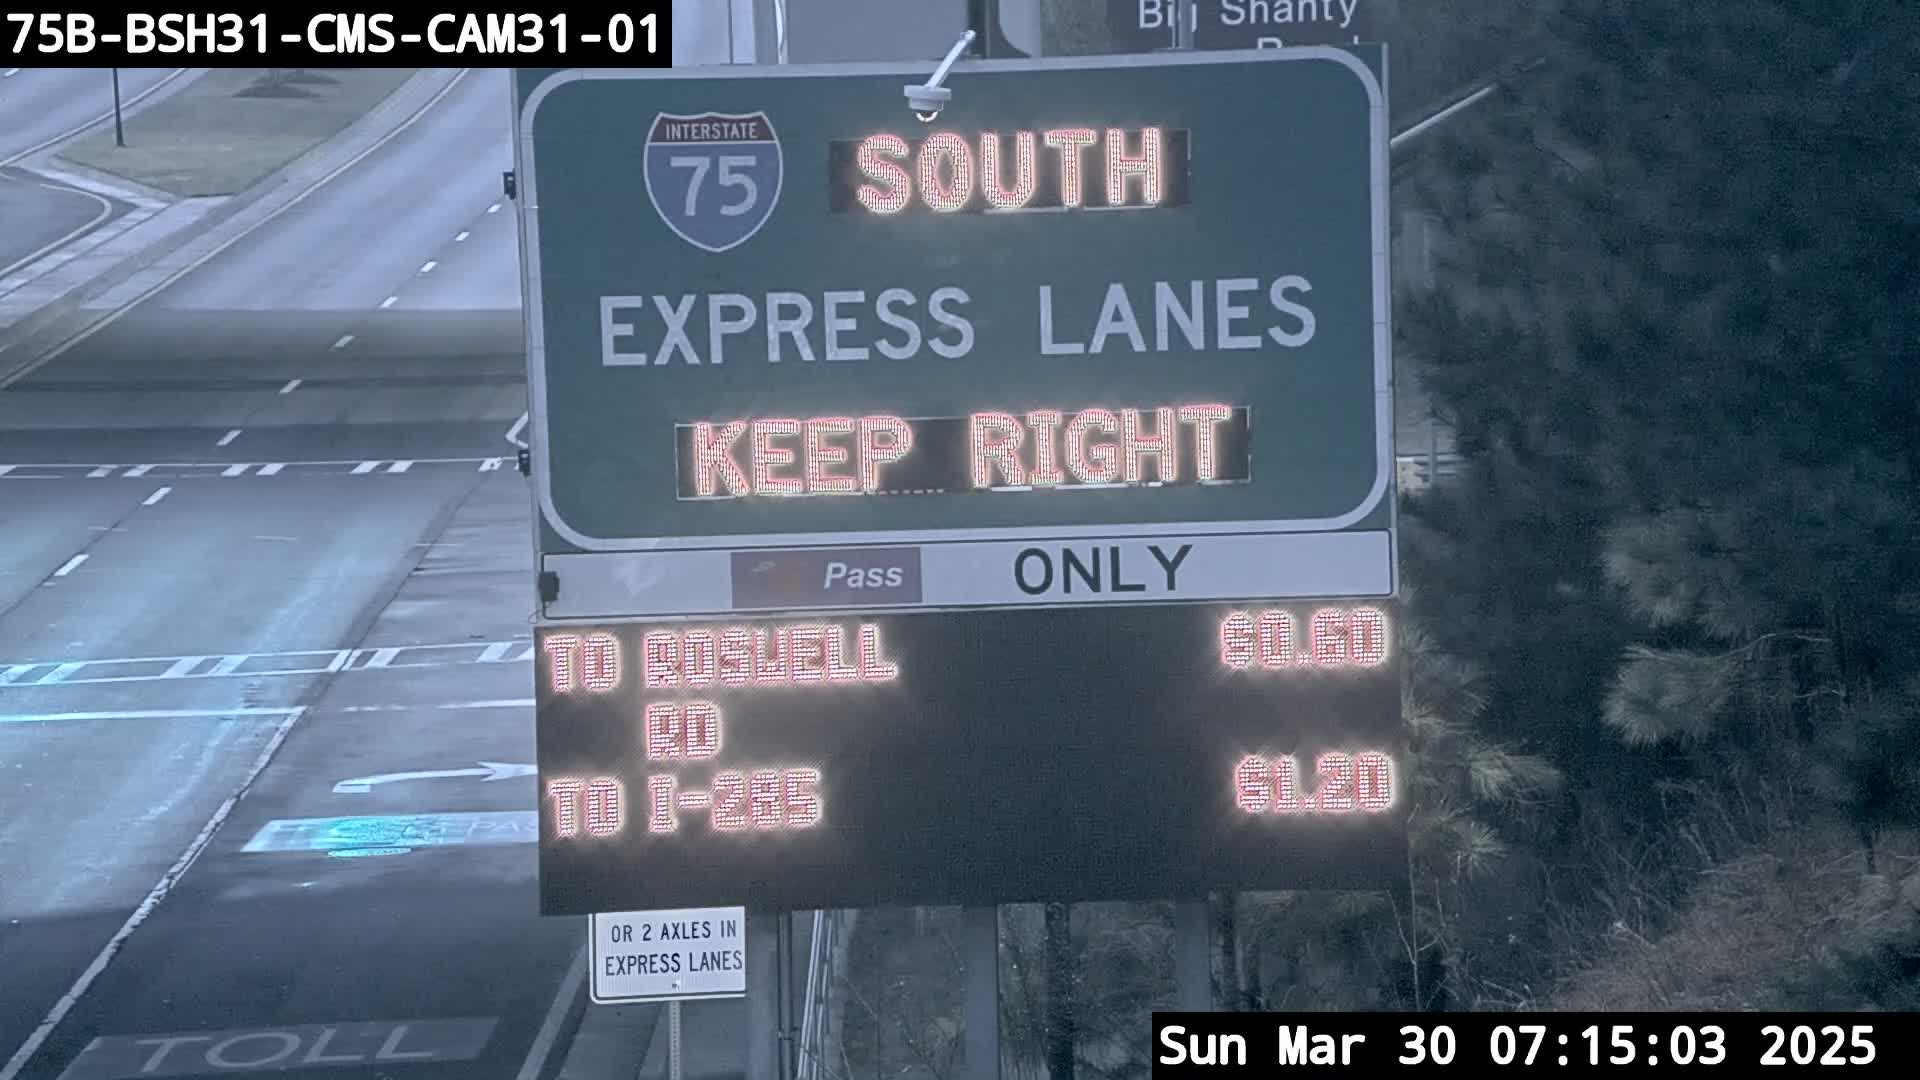 75B-BSH31-CMS-CAM31-01
Big Shanty
INTERSTATE
75
SOUTH
EXPRESS LANES
KEEP RIGHT
Pass ONLY
TO ROSWELL $0.60
RD
TO I-285 $1.20
OR 2 AXLES IN
EXPRESS LANES
TOLL
Sun Mar 30 07:15:03 2025